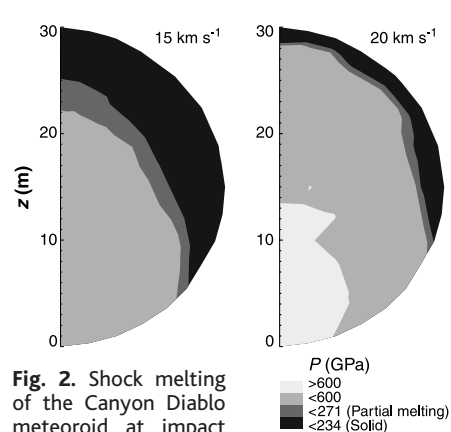 15 km s⁻¹
20 km s⁻¹
30
20
10
0
z (m)
30
20
10
0
P (GPa)
>600
<600
<271 (Partial melting)
<234 (Solid)
Fig. 2. Shock melting
of the Canyon Diablo
meteoroid at impact